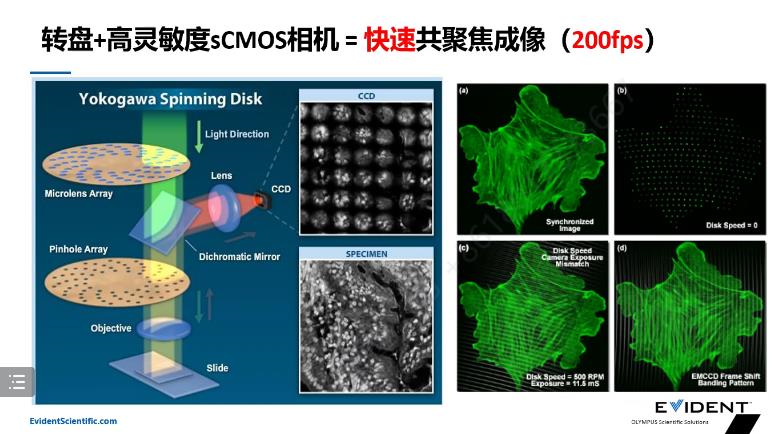 转盘+高灵敏度sCMOS相机 = 快速共聚焦成像（200fps）
Yokogawa Spinning Disk
Light Direction
Microlens Array
Lens
CCD
Pinhole Array
Dichromatic Mirror
Objective
Slide
CCD
SPECIMEN
(a)
Synchronized
Image
(b)
Disk Speed = 0
(c)
Disk Speed
Camera Exposure
Mismatch
Disk Speed = 500 RPM
Exposure = 11.5 mS
(d)
EMCCD Frame Shift
Banding Pattern
EvidentScientific.com
EVIDENT
OLYMPUS Scientific Solutions